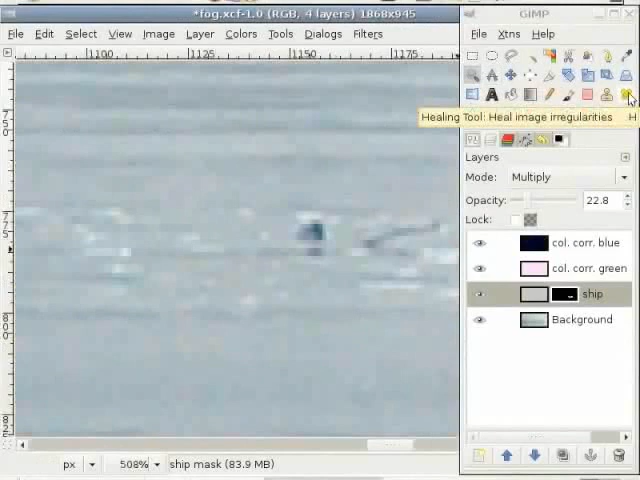 *fog.xcf-1.0 (RGB, 4 layers) 1868x945
File Edit Select View Image Layer Colors Tools Dialogs Filters
1100 1125 1150 1175
GIMP
File Xtns Help
Healing Tool: Heal image irregularities H
Layers
Mode: Multiply
Opacity: 22.8
Lock:
col. corr. blue
col. corr. green
ship
Background
px 508% ship mask (83.9 MB)